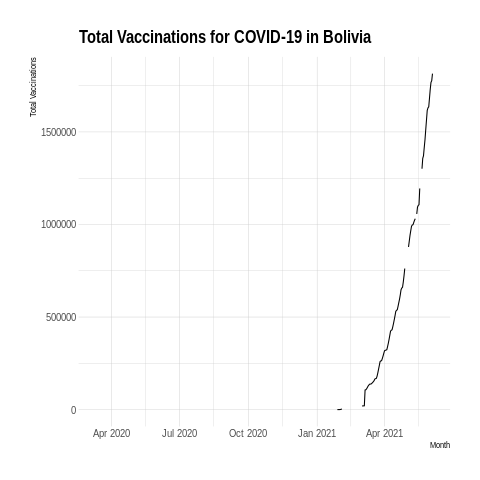 Total Vaccinations for COVID-19 in Bolivia
Total Vaccinations
1500000
1000000
500000
0
Apr 2020 Jul 2020 Oct 2020 Jan 2021 Apr 2021
Month